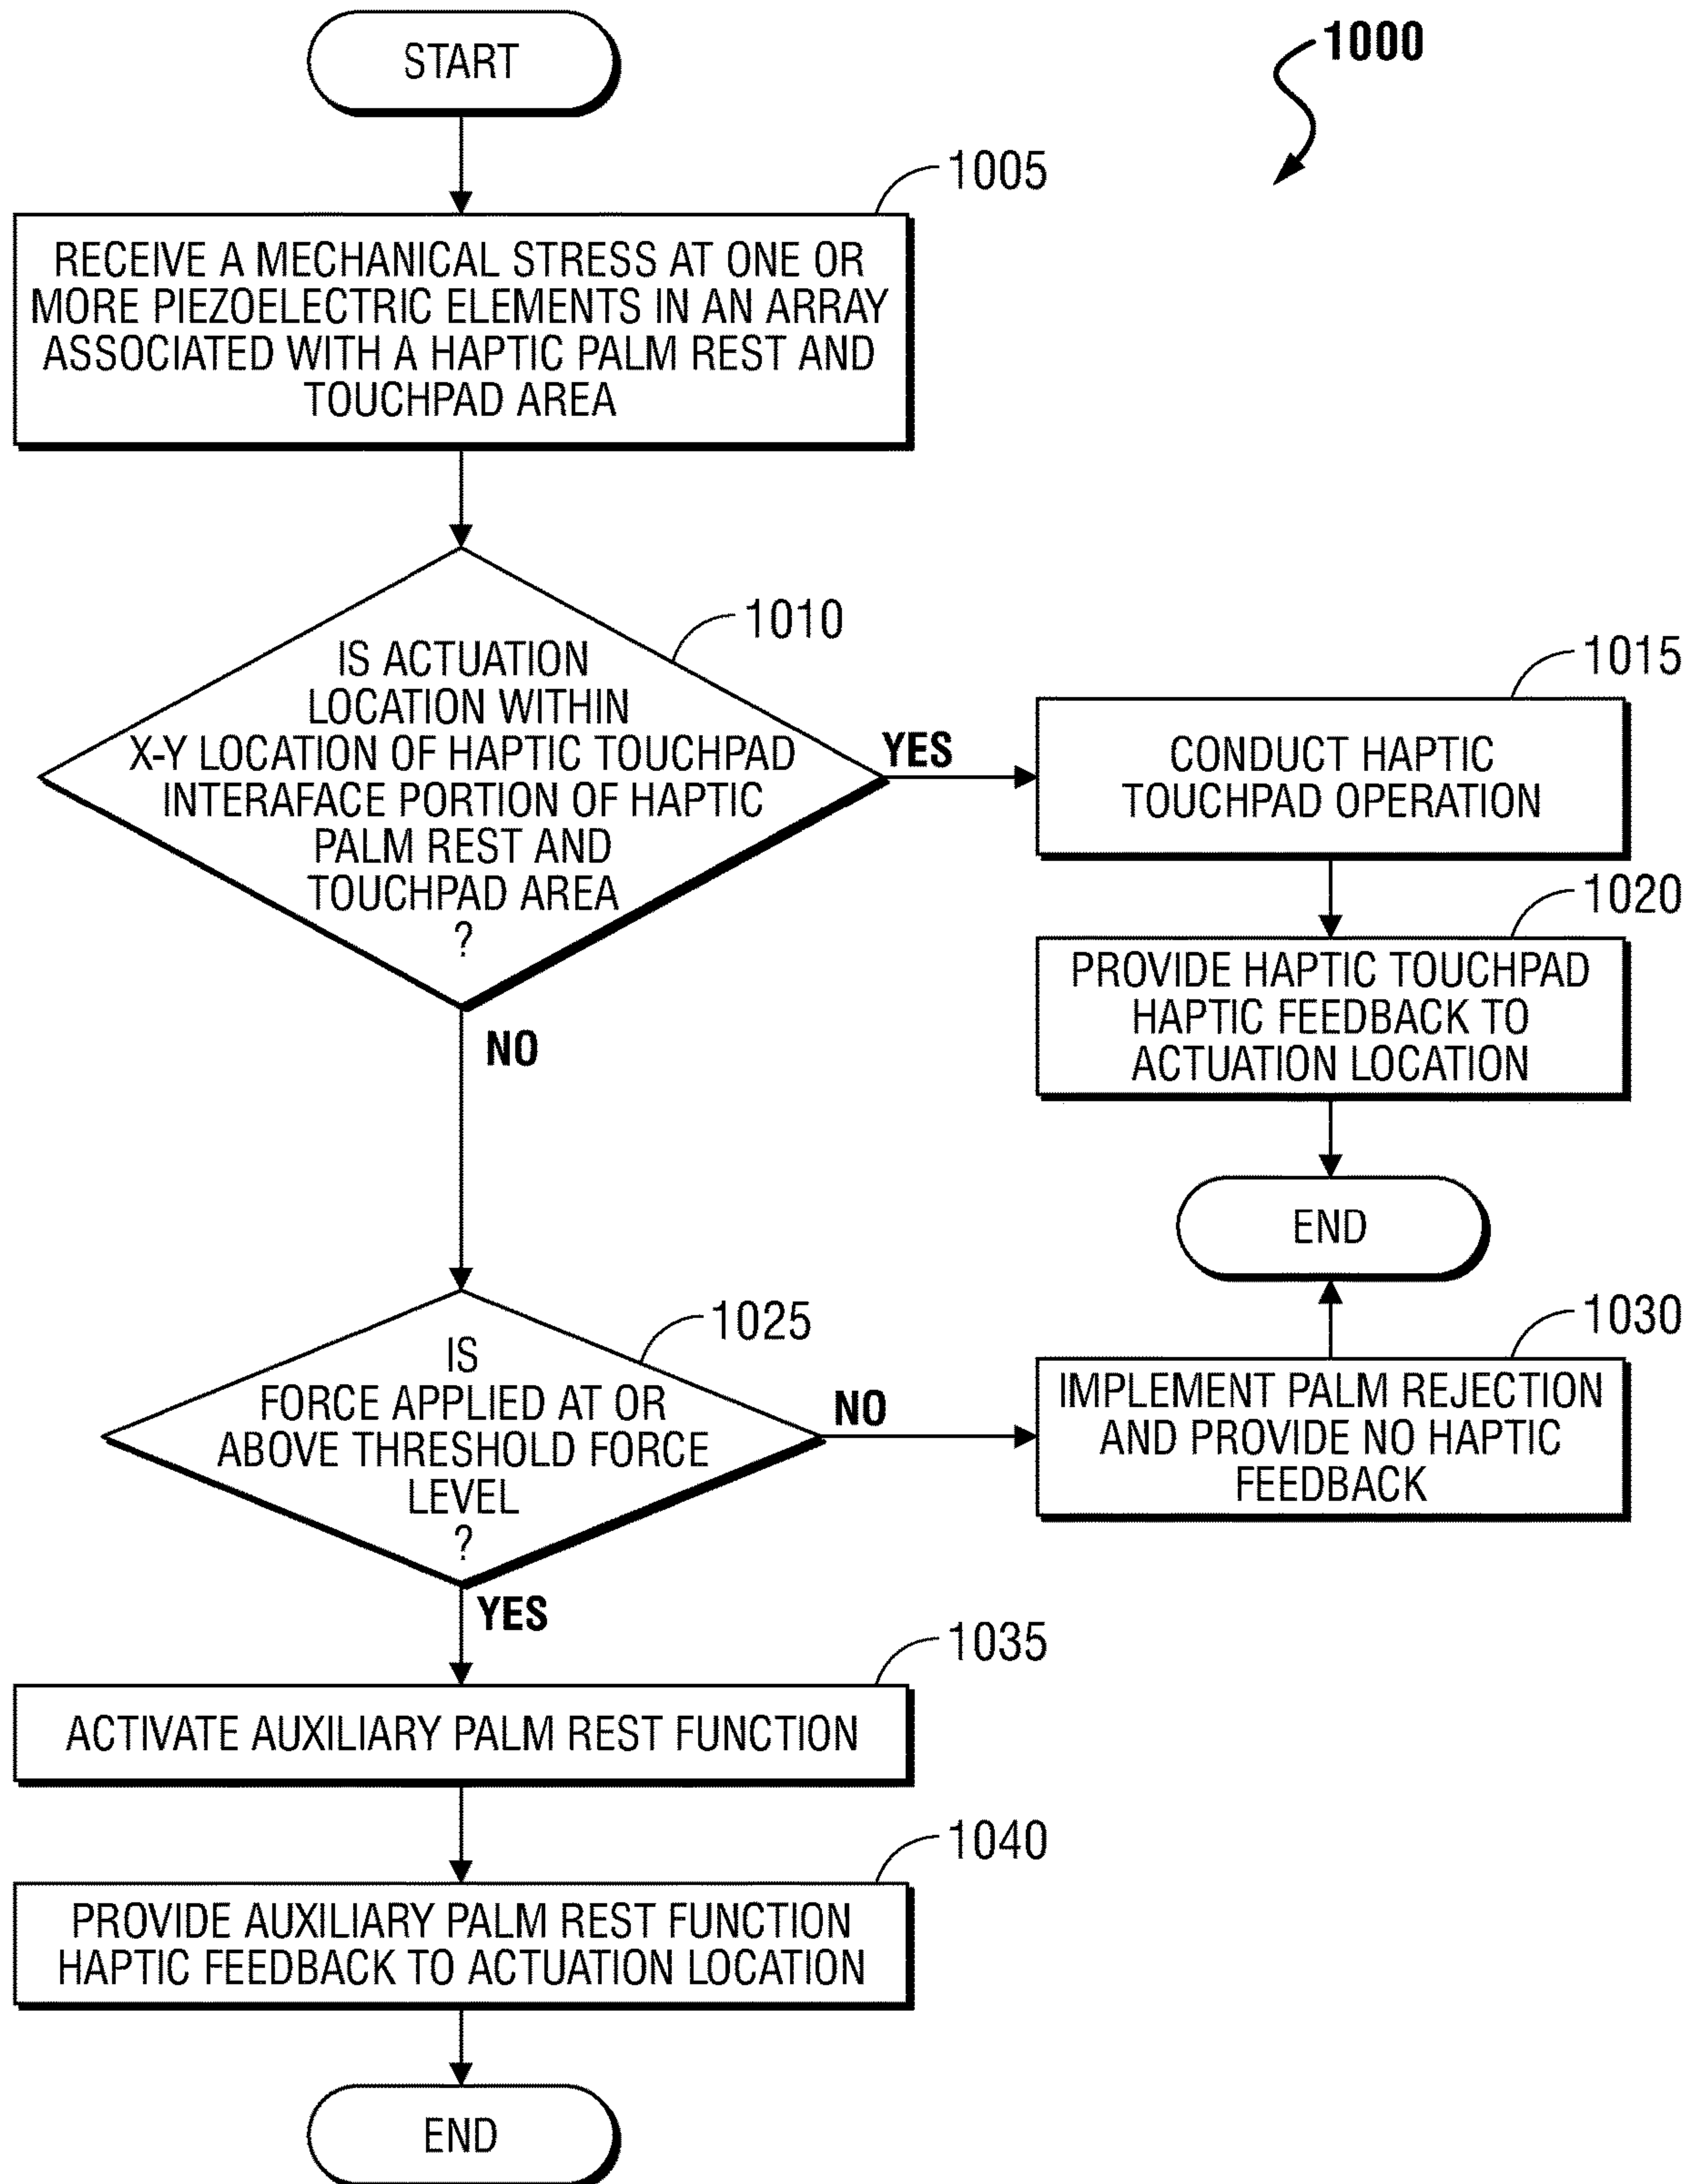 START
1000
1005
RECEIVE A MECHANICAL STRESS AT ONE OR
MORE PIEZOELECTRIC ELEMENTS IN AN ARRAY
ASSOCIATED WITH A HAPTIC PALM REST AND
TOUCHPAD AREA
1010
IS ACTUATION
LOCATION WITHIN
X-Y LOCATION OF HAPTIC TOUCHPAD
INTERAFACE PORTION OF HAPTIC
PALM REST AND
TOUCHPAD AREA
?
YES
NO
1015
CONDUCT HAPTIC
TOUCHPAD OPERATION
1020
PROVIDE HAPTIC TOUCHPAD
HAPTIC FEEDBACK TO
ACTUATION LOCATION
END
1025
IS
FORCE APPLIED AT OR
ABOVE THRESHOLD FORCE
LEVEL
?
NO
YES
1030
IMPLEMENT PALM REJECTION
AND PROVIDE NO HAPTIC
FEEDBACK
1035
ACTIVATE AUXILIARY PALM REST FUNCTION
1040
PROVIDE AUXILIARY PALM REST FUNCTION
HAPTIC FEEDBACK TO ACTUATION LOCATION
END